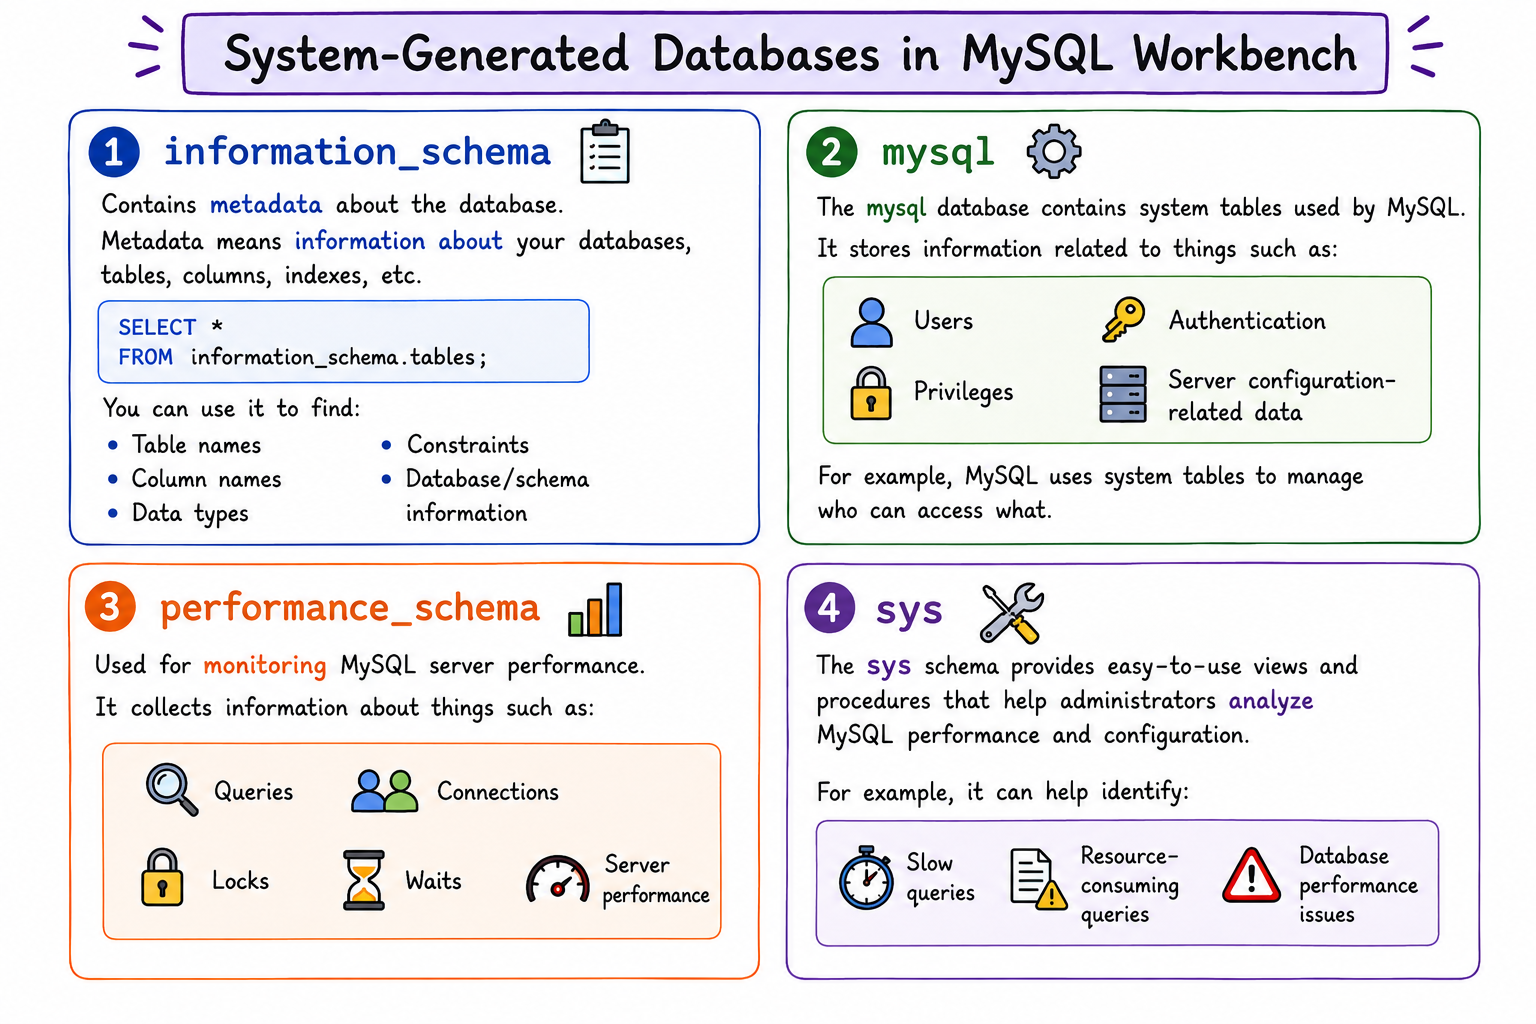 System-Generated Databases in MySQL Workbench
1 information_schema
Contains metadata about the database.
Metadata means information about your databases,
tables, columns, indexes, etc.
SELECT *
FROM information_schema.tables;
You can use it to find:
• Table names
• Column names
• Data types
• Constraints
• Database/schema
information
2 mysql
The mysql database contains system tables used by MySQL.
It stores information related to things such as:
Users
Authentication
Privileges
Server configuration-
related data
For example, MySQL uses system tables to manage
who can access what.
3 performance_schema
Used for monitoring MySQL server performance.
It collects information about things such as:
Queries
Connections
Locks
Waits
Server
performance
4 sys
The sys schema provides easy-to-use views and
procedures that help administrators analyze
MySQL performance and configuration.
For example, it can help identify:
Slow
queries
Resource-
consuming
queries
Database
performance
issues